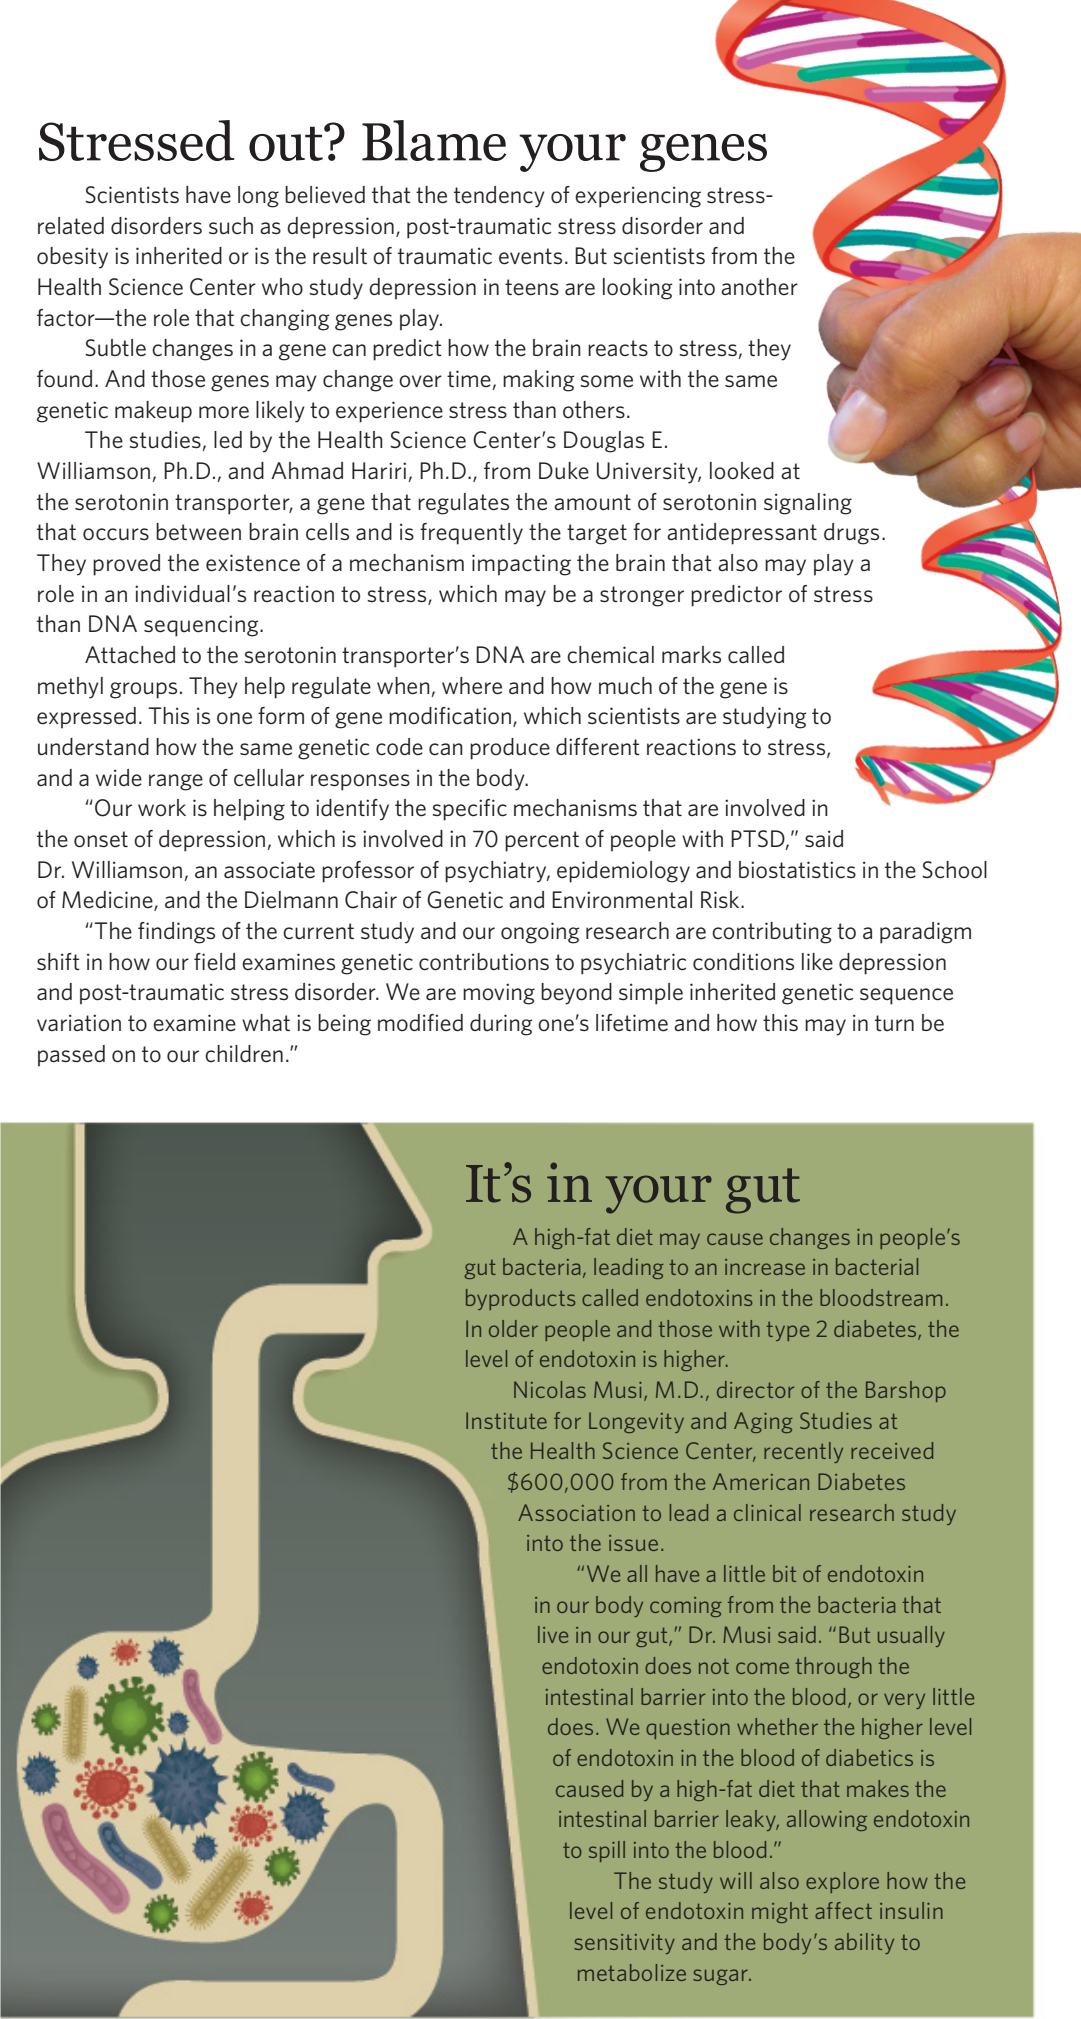 Stressed out? Blame your genes
Scientists have long believed that the tendency of experiencing stress-
related disorders such as depression, post-traumatic stress disorder and
obesity is inherited or is the result of traumatic events. But scientists from the
Health Science Center who study depression in teens are looking into another
factor—the role that changing genes play.
Subtle changes in a gene can predict how the brain reacts to stress, they
found. And those genes may change over time, making some with the same
genetic makeup more likely to experience stress than others.
The studies, led by the Health Science Center’s Douglas E.
Williamson, Ph.D., and Ahmad Hariri, Ph.D., from Duke University, looked at
the serotonin transporter, a gene that regulates the amount of serotonin signaling
that occurs between brain cells and is frequently the target for antidepressant drugs.
They proved the existence of a mechanism impacting the brain that also may play a
role in an individual’s reaction to stress, which may be a stronger predictor of stress
than DNA sequencing.
Attached to the serotonin transporter’s DNA are chemical marks called
methyl groups. They help regulate when, where and how much of the gene is
expressed. This is one form of gene modification, which scientists are studying to
understand how the same genetic code can produce different reactions to stress,
and a wide range of cellular responses in the body.
“Our work is helping to identify the specific mechanisms that are involved in
the onset of depression, which is involved in 70 percent of people with PTSD,” said
Dr. Williamson, an associate professor of psychiatry, epidemiology and biostatistics in the School
of Medicine, and the Dielmann Chair of Genetic and Environmental Risk.
“The findings of the current study and our ongoing research are contributing to a paradigm
shift in how our field examines genetic contributions to psychiatric conditions like depression
and post-traumatic stress disorder. We are moving beyond simple inherited genetic sequence
variation to examine what is being modified during one’s lifetime and how this may in turn be
passed on to our children.”
It’s in your gut
A high-fat diet may cause changes in people’s
gut bacteria, leading to an increase in bacterial
byproducts called endotoxins in the bloodstream.
In older people and those with type 2 diabetes, the
level of endotoxin is higher.
Nicolas Musi, M.D., director of the Barshop
Institute for Longevity and Aging Studies at
the Health Science Center, recently received
$600,000 from the American Diabetes
Association to lead a clinical research study
into the issue.
“We all have a little bit of endotoxin
in our body coming from the bacteria that
live in our gut,” Dr. Musi said. “But usually
endotoxin does not come through the
intestinal barrier into the blood, or very little
does. We question whether the higher level
of endotoxin in the blood of diabetics is
caused by a high-fat diet that makes the
intestinal barrier leaky, allowing endotoxin
to spill into the blood.”
The study will also explore how the
level of endotoxin might affect insulin
sensitivity and the body’s ability to
metabolize sugar.